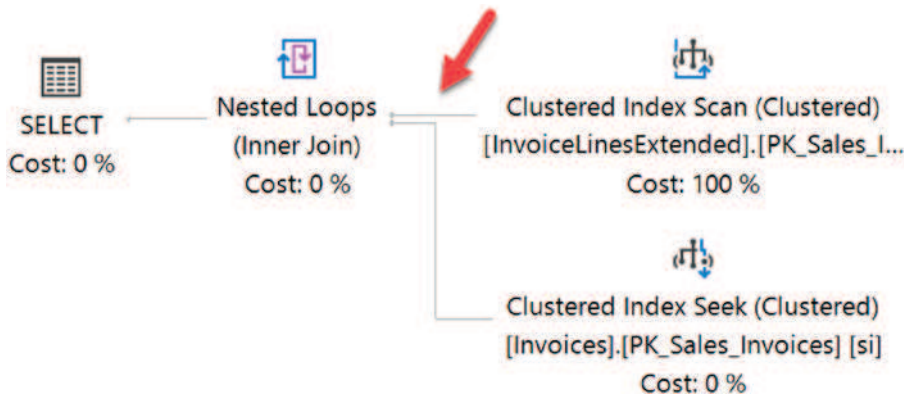 SELECT
Cost: 0 %
Nested Loops
(Inner Join)
Cost: 0 %
Clustered Index Scan (Clustered)
[InvoiceLinesExtended].[PK_Sales_I...
Cost: 100 %
Clustered Index Seek (Clustered)
[Invoices].[PK_Sales_Invoices] [si]
Cost: 0 %